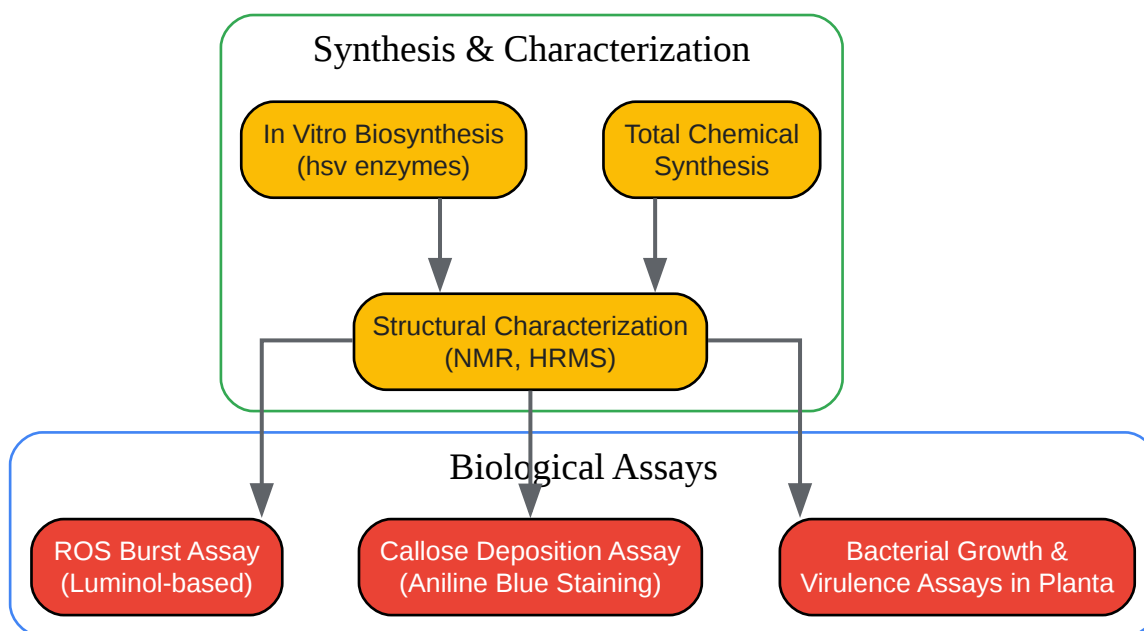 Synthesis & Characterization
In Vitro Biosynthesis
(hsv enzymes)
Total Chemical
Synthesis
Structural Characterization
(NMR, HRMS)
Biological Assays
ROS Burst Assay
(Luminol-based)
Callose Deposition Assay
(Aniline Blue Staining)
Bacterial Growth &
Virulence Assays in Planta